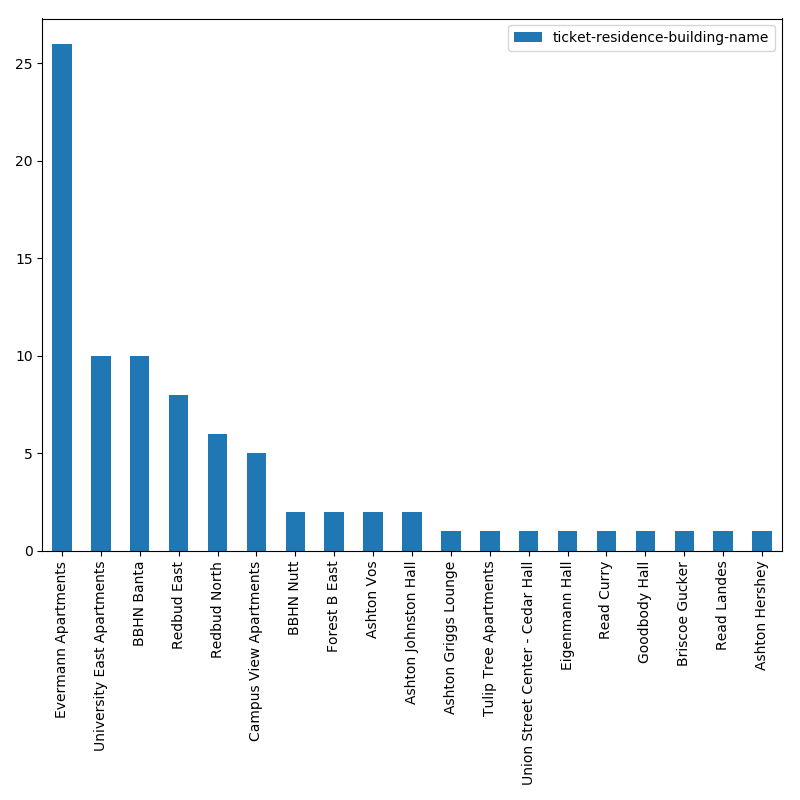 ticket-residence-building-name
25
20
15
10
5
0
Evermann Apartments
University East Apartments
BBHN Banta
Redbud East
Redbud North
Campus View Apartments
BBHN Nutt
Forest B East
Ashton Vos
Ashton Johnston Hall
Ashton Griggs Lounge
Tulip Tree Apartments
Union Street Center - Cedar Hall
Eigenmann Hall
Read Curry
Goodbody Hall
Briscoe Gucker
Read Landes
Ashton Hershey